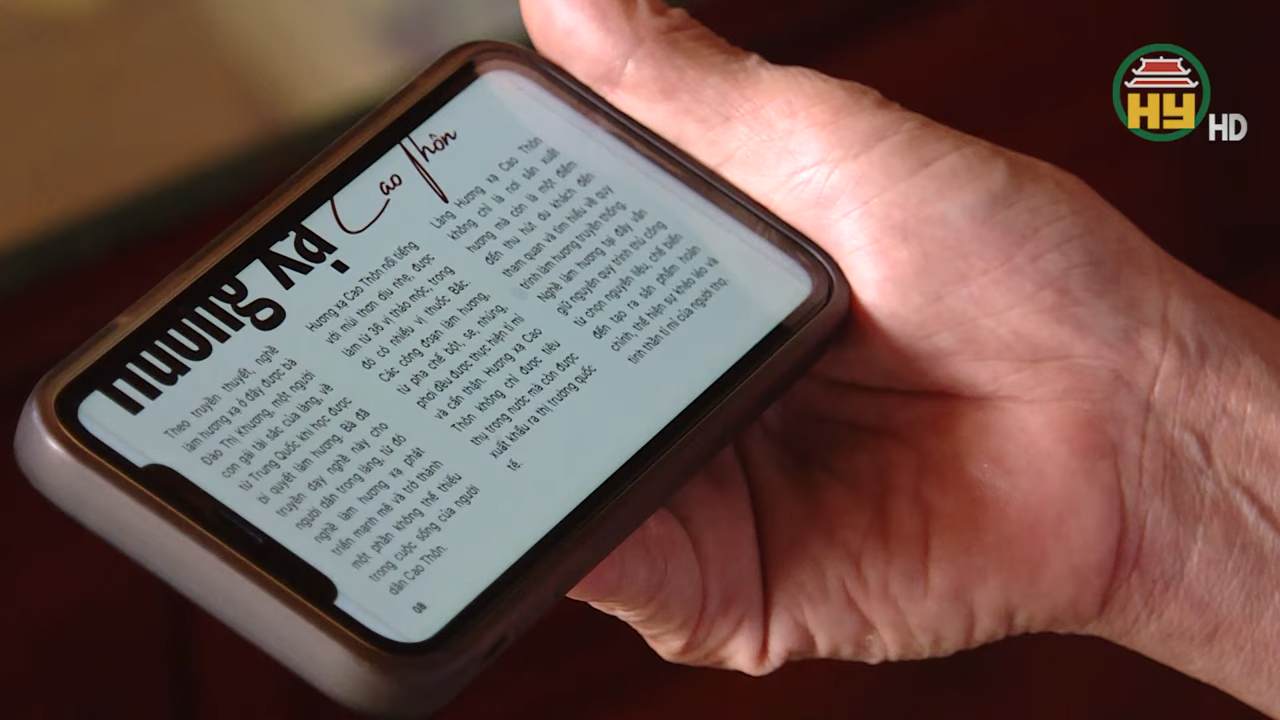 Hương xạ
Cao Thôn
Theo truyền thuyết, nghề
làm hương xạ ở đây được bà
Đào Thị Khương, một người
con gái tài sắc của làng, về
từ Trung Quốc khi học được
bí quyết làm hương. Bà đã
truyền dạy nghề này cho
người dân trong làng, từ đó
nghề làm hương xạ phát
triển mạnh mẽ và trở thành
một phần không thể thiếu
trong cuộc sống của người
dân Cao Thôn.
08
Hương xạ Cao Thôn nổi tiếng
với mùi thơm dịu nhẹ, được
làm từ 36 vị thảo mộc, trong
đó có nhiều vị thuốc Bắc.
Các công đoạn làm hương,
từ pha chế bột, se, nhúng,
phơi đều được thực hiện tỉ mỉ
và cẩn thận. Hương xạ Cao
Thôn không chỉ được tiêu
thụ trong nước mà còn được
xuất khẩu ra thị trường quốc
tế.
Làng Hương xạ Cao Thôn
không chỉ là nơi sản xuất
hương mà còn là một điểm
đến thu hút du khách đến
tham quan và tìm hiểu về quy
trình làm hương truyền thống.
Nghề làm hương tại đây vẫn
giữ nguyên quy trình thủ công
từ chọn nguyên liệu, chế biến
đến tạo ra sản phẩm hoàn
chỉnh, thể hiện sự khéo léo và
tinh thần tỉ mỉ của người thợ.
HY HD